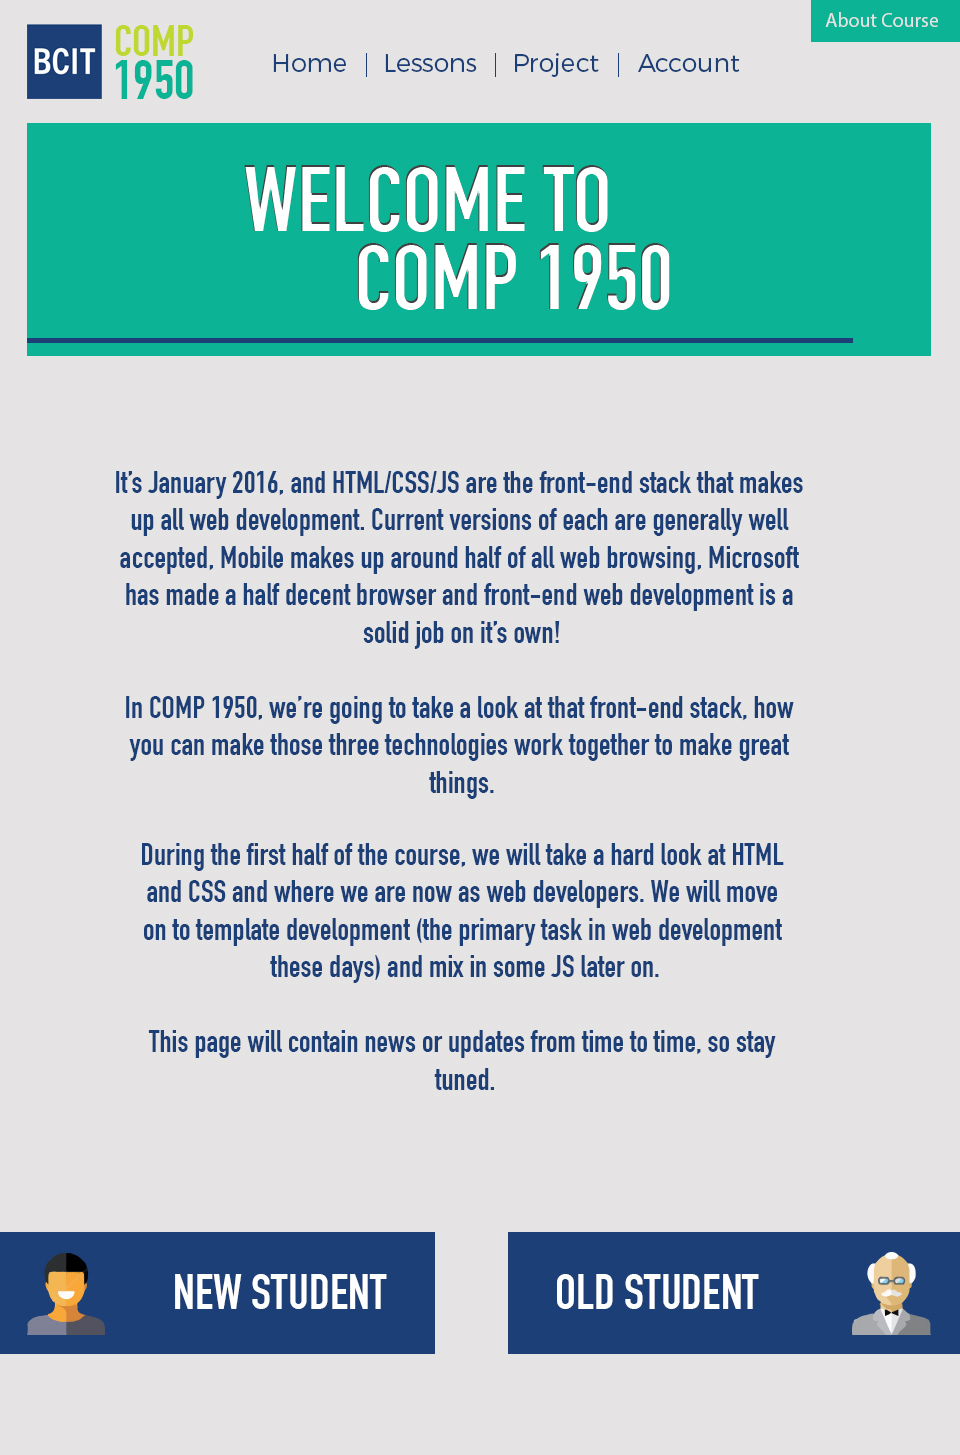 About Course
BCIT
COMP
1950
Home
Lessons
Project
Account
WELCOME TO
COMP 1950
It’s January 2016, and HTML/CSS/JS are the front-end stack that makes
up all web development. Current versions of each are generally well
accepted, Mobile makes up around half of all web browsing, Microsoft
has made a half decent browser and front-end web development is a
solid job on it’s own!
In COMP 1950, we’re going to take a look at that front-end stack, how
you can make those three technologies work together to make great
things.
During the first half of the course, we will take a hard look at HTML
and CSS and where we are now as web developers. We will move
on to template development (the primary task in web development
these days) and mix in some JS later on.
This page will contain news or updates from time to time, so stay
tuned.
NEW STUDENT
OLD STUDENT